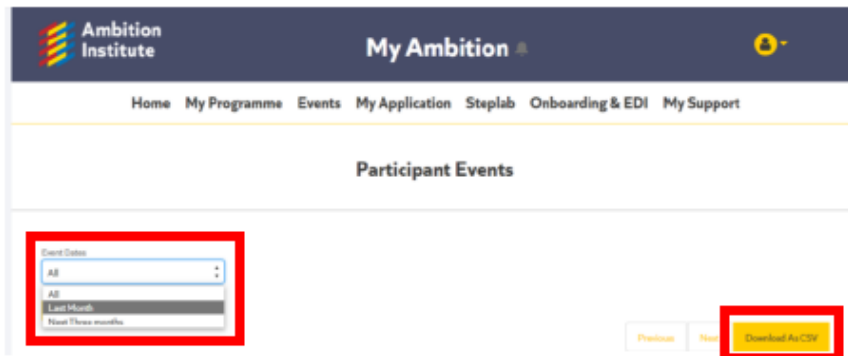 Ambition
Institute
My Ambition
Home My Programme Events My Application Steplab Onboarding & EDI My Support
Participant Events
Event Dates
All
All
Last Month
Next Three months
Previous Next Download As CSV